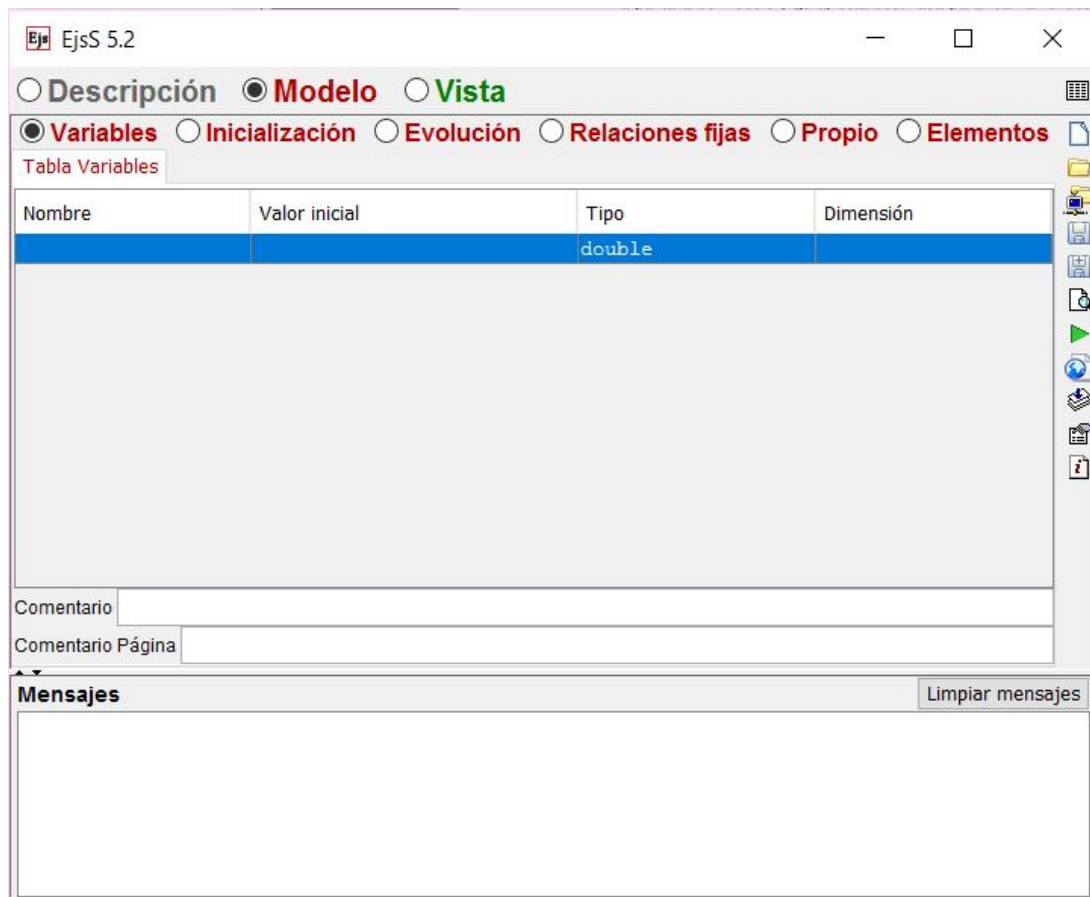 Ejs EjsS 5.2
Descripción Modelo Vista
Variables Inicialización Evolución Relaciones fijas Propio Elementos
Tabla Variables
Nombre Valor inicial Tipo Dimensión
double
Comentario
Comentario Página
Mensajes Limpiar mensajes